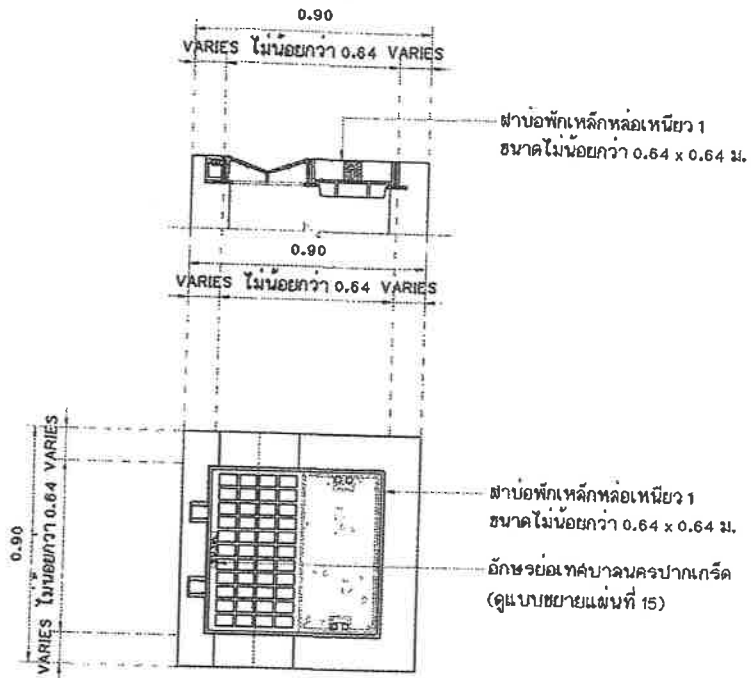 0.90
VARIES ไม่น้อยกว่า 0.64 VARIES
ฝาบ่อพักเหล็กหล่อเหนียว 1
ขนาดไม่น้อยกว่า 0.64 x 0.64 ม.
0.90
VARIES ไม่น้อยกว่า 0.64 VARIES
0.90
VARIES ไม่น้อยกว่า 0.64 VARIES
ฝาบ่อพักเหล็กหล่อเหนียว 1
ขนาดไม่น้อยกว่า 0.64 x 0.64 ม.
อักษรย่อเทศบาลนครปากเกร็ด
(ดูแบบขยายแผ่นที่ 15)